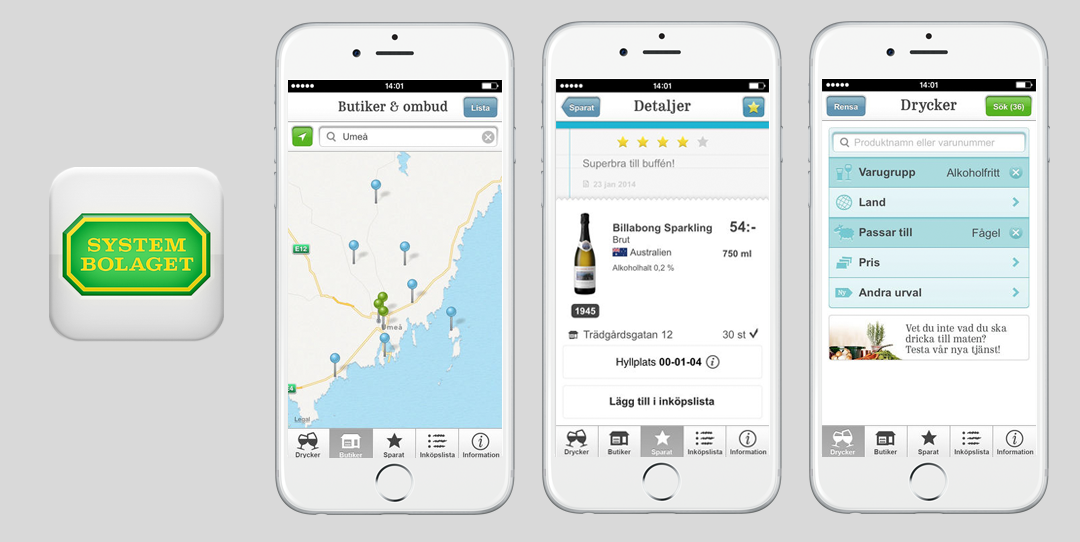 SYSTEM
BOLAGET
14:01
Butiker & ombud
Lista
Umeå
E12
Umeå
4
Legal
Drycker
Butiker
Sparat
Inköpslista
Information
14:01
Sparat
Detaljer
Superbra till buffén!
23 jan 2014
Billabong Sparkling
54:-
Brut
Australien
750 ml
Alkoholhalt 0,2 %
1945
Trädgårdsgatan 12
30 st
Hyllplats 00-01-04
Lägg till i inköpslista
Drycker
Butiker
Sparat
Inköpslista
Information
14:01
Rensa
Drycker
Sök (36)
Produktnamn eller varunummer
Varugrupp
Alkoholfritt
Land
Passar till
Fågel
Pris
Ny
Andra urval
Vet du inte vad du ska
dricka till maten?
Testa vår nya tjänst!
Drycker
Butiker
Sparat
Inköpslista
Information